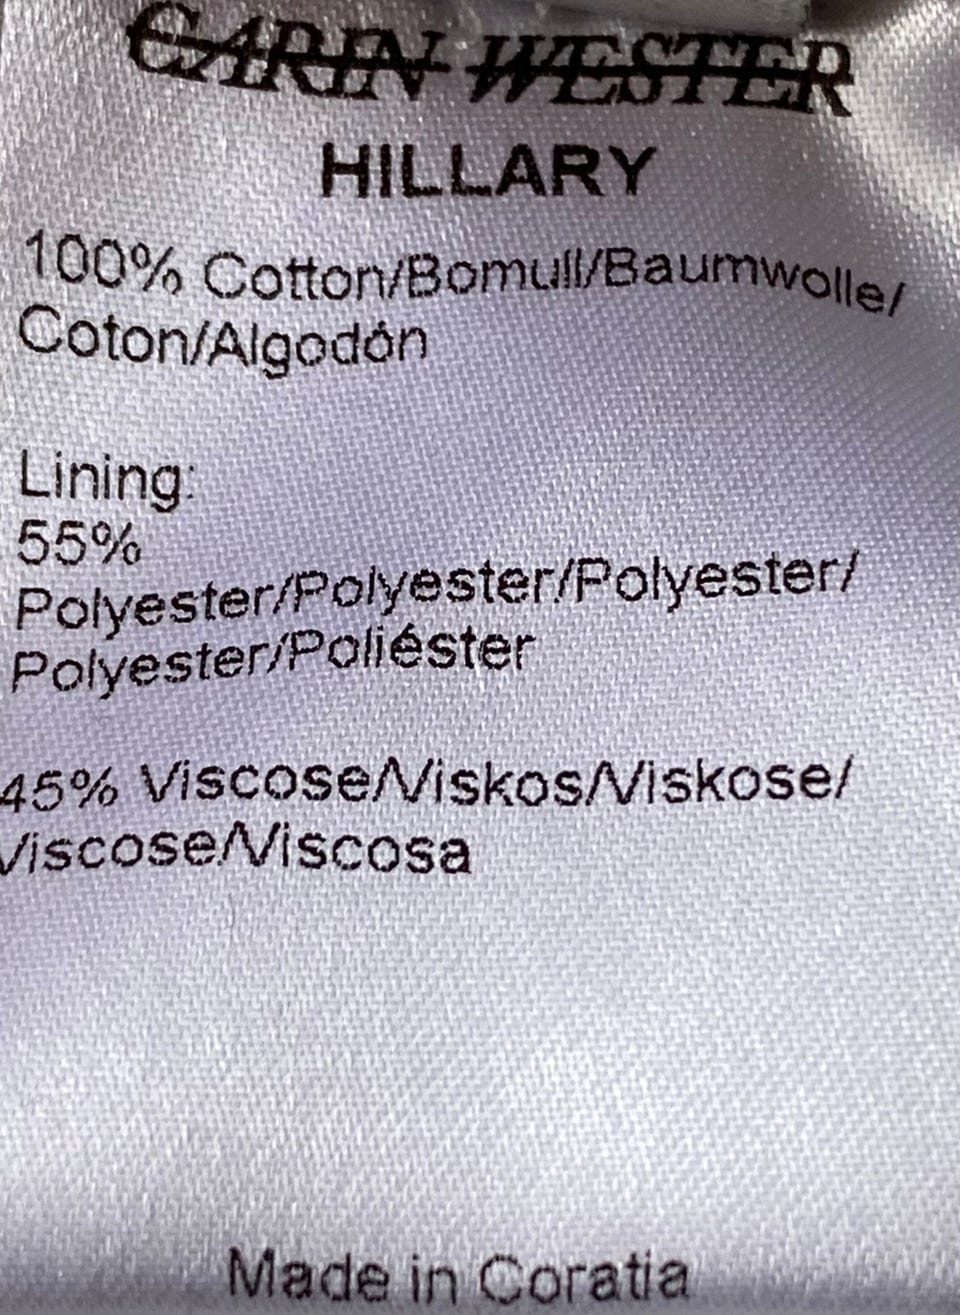 CARIN WESTER
HILLARY
100% Cotton/Bomull/Baumwolle/
Coton/Algodón
Lining:
55%
Polyester/Polyester/Polyester/
Polyester/Poliéster
45% Viscose/Viskos/Viskose/
Viscose/Viscosa
Made in Coratia